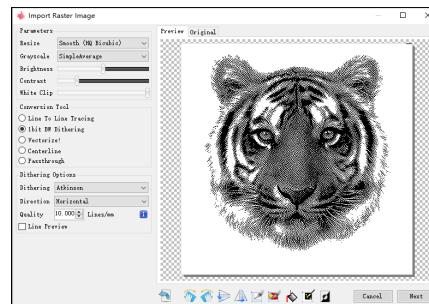 Import Raster Image
Parameters
Resize Smooth (HQ Bicubic)
Grayscale SimpleAverage
Brightness
Contrast
White Clip
Conversion Tool
Line To Line Tracing
1bit BW Dithering
Vectorize!
Centerline
Passthrough
Dithering Options
Dithering Atkinson
Direction Horizontal
Quality 10.000 Lines/mm
Line Preview
Preview Original
Cancel Next